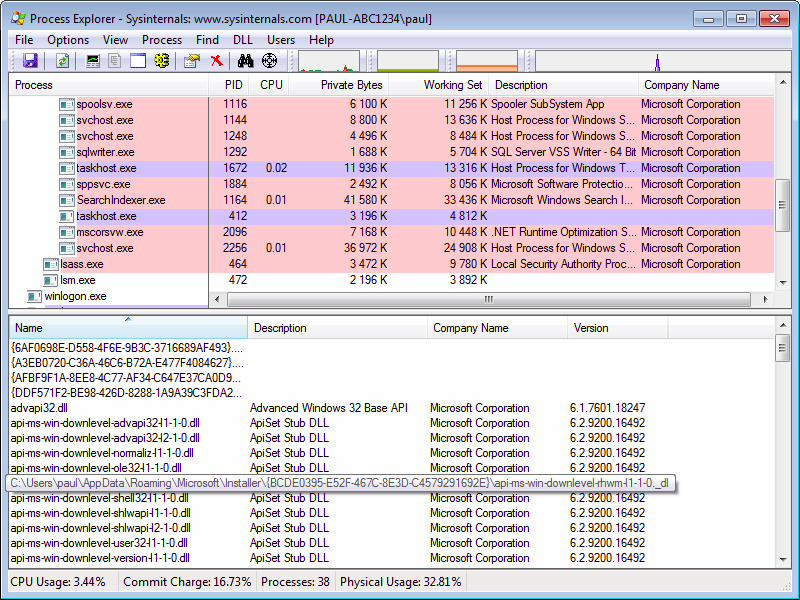 Process Explorer - Sysinternals: www.sysinternals.com [PAUL-ABC1234\paul]
File Options View Process Find DLL Users Help
Process PID CPU Private Bytes Working Set Description Company Name
spoolsv.exe 1116 6 100 K 11 256 K Spooler SubSystem App Microsoft Corporation
svchost.exe 1144 8 800 K 13 636 K Host Process for Windows S... Microsoft Corporation
svchost.exe 1248 4 496 K 8 484 K Host Process for Windows S... Microsoft Corporation
sqlwriter.exe 1292 1 688 K 5 704 K SQL Server VSS Writer - 64 Bit Microsoft Corporation
taskhost.exe 1672 0.02 11 936 K 13 316 K Host Process for Windows T... Microsoft Corporation
sppsvc.exe 1884 2 492 K 8 056 K Microsoft Software Protectio... Microsoft Corporation
SearchIndexer.exe 1164 0.01 41 580 K 33 436 K Microsoft Windows Search I... Microsoft Corporation
taskhost.exe 412 3 196 K 4 812 K
mscorsvw.exe 2096 7 168 K 10 448 K .NET Runtime Optimization S... Microsoft Corporation
svchost.exe 2256 0.01 36 972 K 24 908 K Host Process for Windows S... Microsoft Corporation
lsass.exe 464 3 472 K 9 780 K Local Security Authority Proc... Microsoft Corporation
lsm.exe 472 2 196 K 3 892 K
winlogon.exe
Name Description Company Name Version
{6AF0698E-D558-4F6E-9B3C-3716689AF493}....
{A3EB0720-C36A-46C6-B72A-E477F4084627}....
{AFBF9F1A-8EE8-4C77-AF34-C647E37CA0D9...
{DDF571F2-BE98-426D-8288-1A9A39C3FDA2...
advapi32.dll Advanced Windows 32 Base API Microsoft Corporation 6.1.7601.18247
api-ms-win-downlevel-advapi32-l1-1-0.dll ApiSet Stub DLL Microsoft Corporation 6.2.9200.16492
api-ms-win-downlevel-advapi32-l2-1-0.dll ApiSet Stub DLL Microsoft Corporation 6.2.9200.16492
api-ms-win-downlevel-normaliz-l1-1-0.dll ApiSet Stub DLL Microsoft Corporation 6.2.9200.16492
api-ms-win-downlevel-ole32-l1-1-0.dll ApiSet Stub DLL Microsoft Corporation 6.2.9200.16492
C:\Users\paul\AppData\Roaming\Microsoft\Installer\{BCDE0395-E52F-467C-8E3D-C4579291692E}\api-ms-win-downlevel-rhwm-l1-1-0._dl
api-ms-win-downlevel-shell32-l1-1-0.dll ApiSet Stub DLL Microsoft Corporation 6.2.9200.16492
api-ms-win-downlevel-shlwapi-l1-1-0.dll ApiSet Stub DLL Microsoft Corporation 6.2.9200.16492
api-ms-win-downlevel-shlwapi-l2-1-0.dll ApiSet Stub DLL Microsoft Corporation 6.2.9200.16492
api-ms-win-downlevel-user32-l1-1-0.dll ApiSet Stub DLL Microsoft Corporation 6.2.9200.16492
api-ms-win-downlevel-version-l1-1-0.dll ApiSet Stub DLL Microsoft Corporation 6.2.9200.16492
CPU Usage: 3.44% Commit Charge: 16.73% Processes: 38 Physical Usage: 32.81%